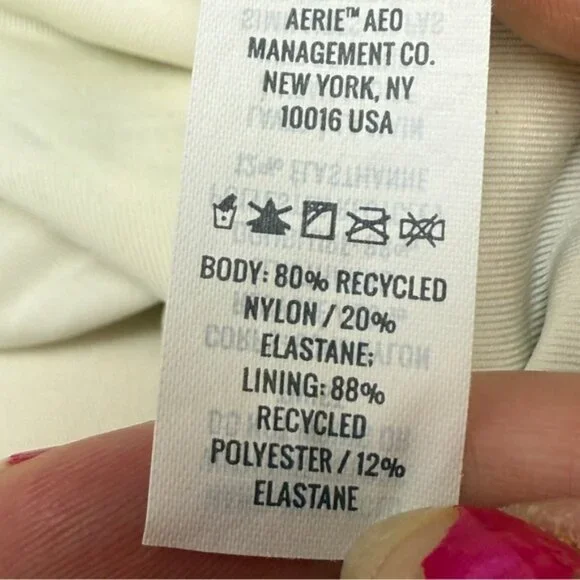 AERIE™ AEO
MANAGEMENT CO.
NEW YORK, NY
10016 USA
BODY: 80% RECYCLED
NYLON / 20%
ELASTANE;
LINING: 88%
RECYCLED
POLYESTER / 12%
ELASTANE